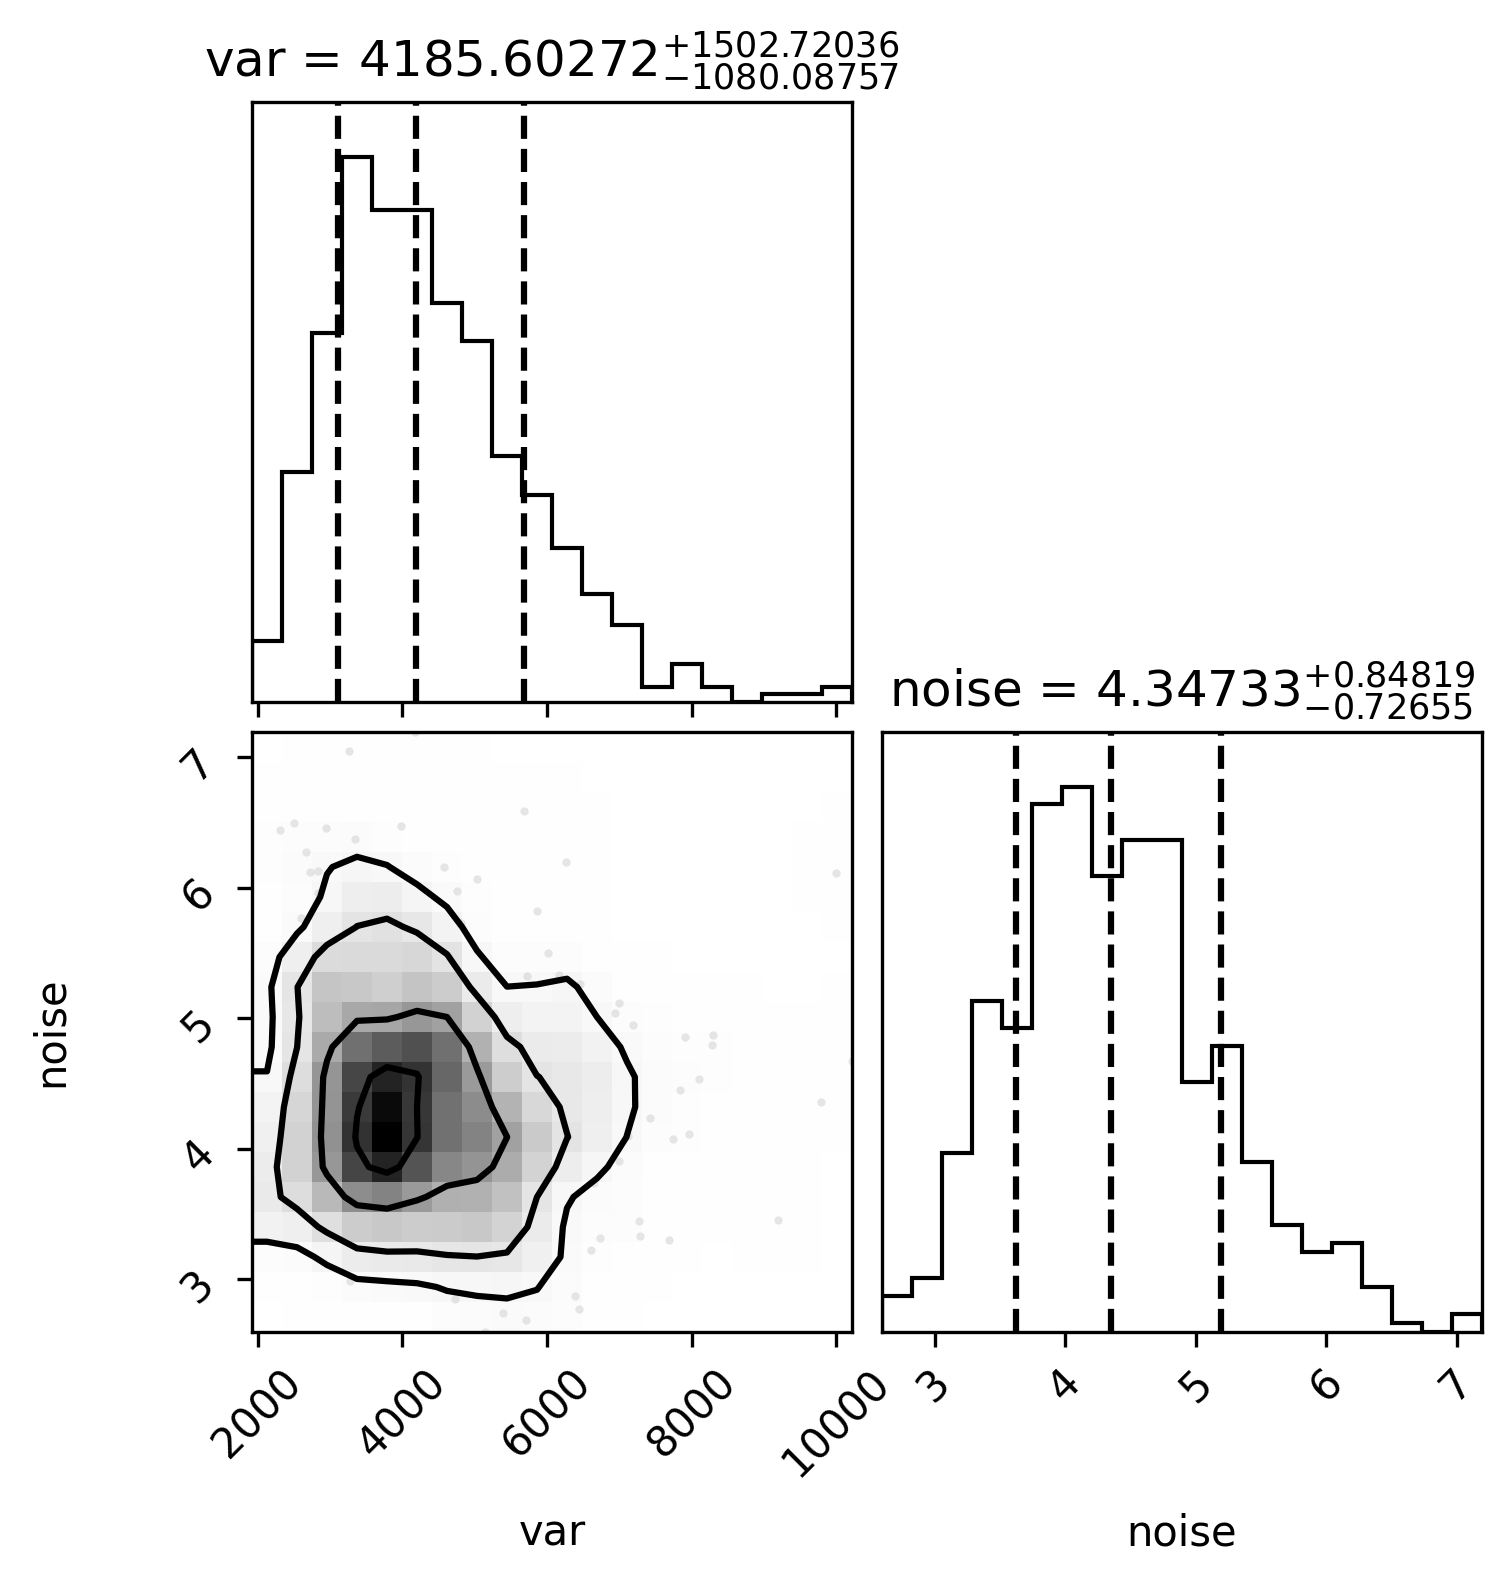 var = 4185.60272+1502.72036−1080.08757
noise = 4.34733+0.84819−0.72655
7
6
5
4
3
noise
2000 4000 6000 8000 10000
3 4 5 6 7
var
noise